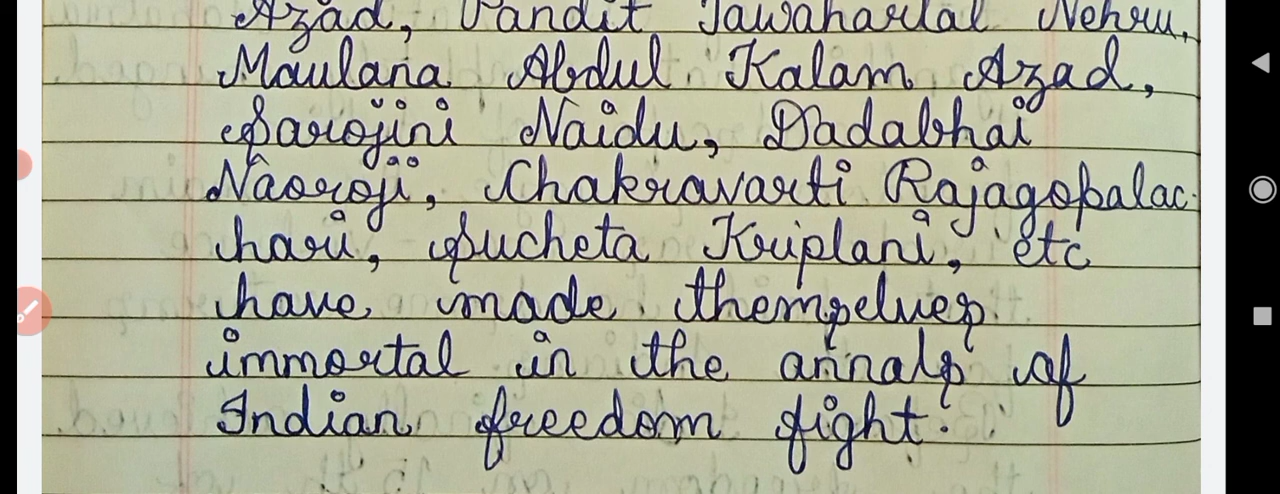 Azad, Pandit Jawaharlal Nehru,
Maulana Abdul Kalam Azad,
Sarojini Naidu, Dadabhai
Naoroji, Chakravarti Rajagopalac-
hari, Sucheta Kriplani, etc
have made themselves
immortal in the annals of
Indian freedom fight.